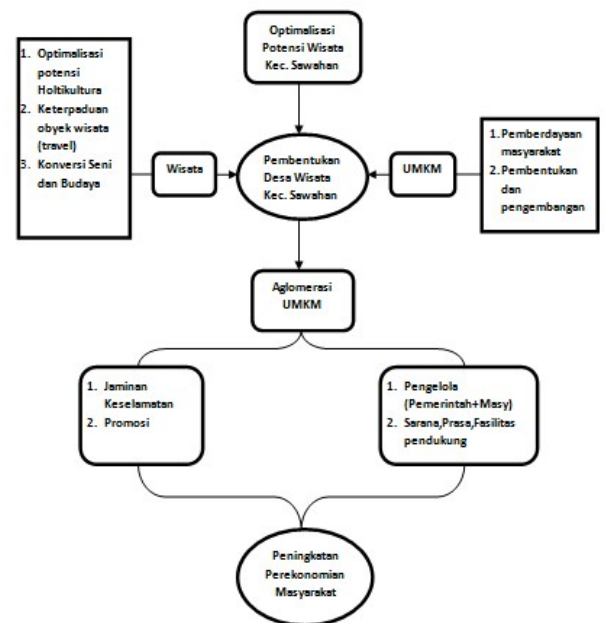 Optimalisasi
Potensi Wisata
Kec. Sawahan
1. Optimalisasi
potensi
Holtikultura
2. Keterpaduan
obyek wisata
(travel)
3. Konversi Seni
dan Budaya
Wisata
Pembentukan
Desa Wisata
Kec. Sawahan
UMKM
1. Pemberdayaan
masyarakat
2. Pembentukan
dan
pengembangan
Aglomerasi
UMKM
1. Jaminan
Keselamatan
2. Promosi
1. Pengelola
(Pemerintah+Masy)
2. Sarana,Prasa,Fasilitas
pendukung
Peningkatan
Perekonomian
Masyarakat